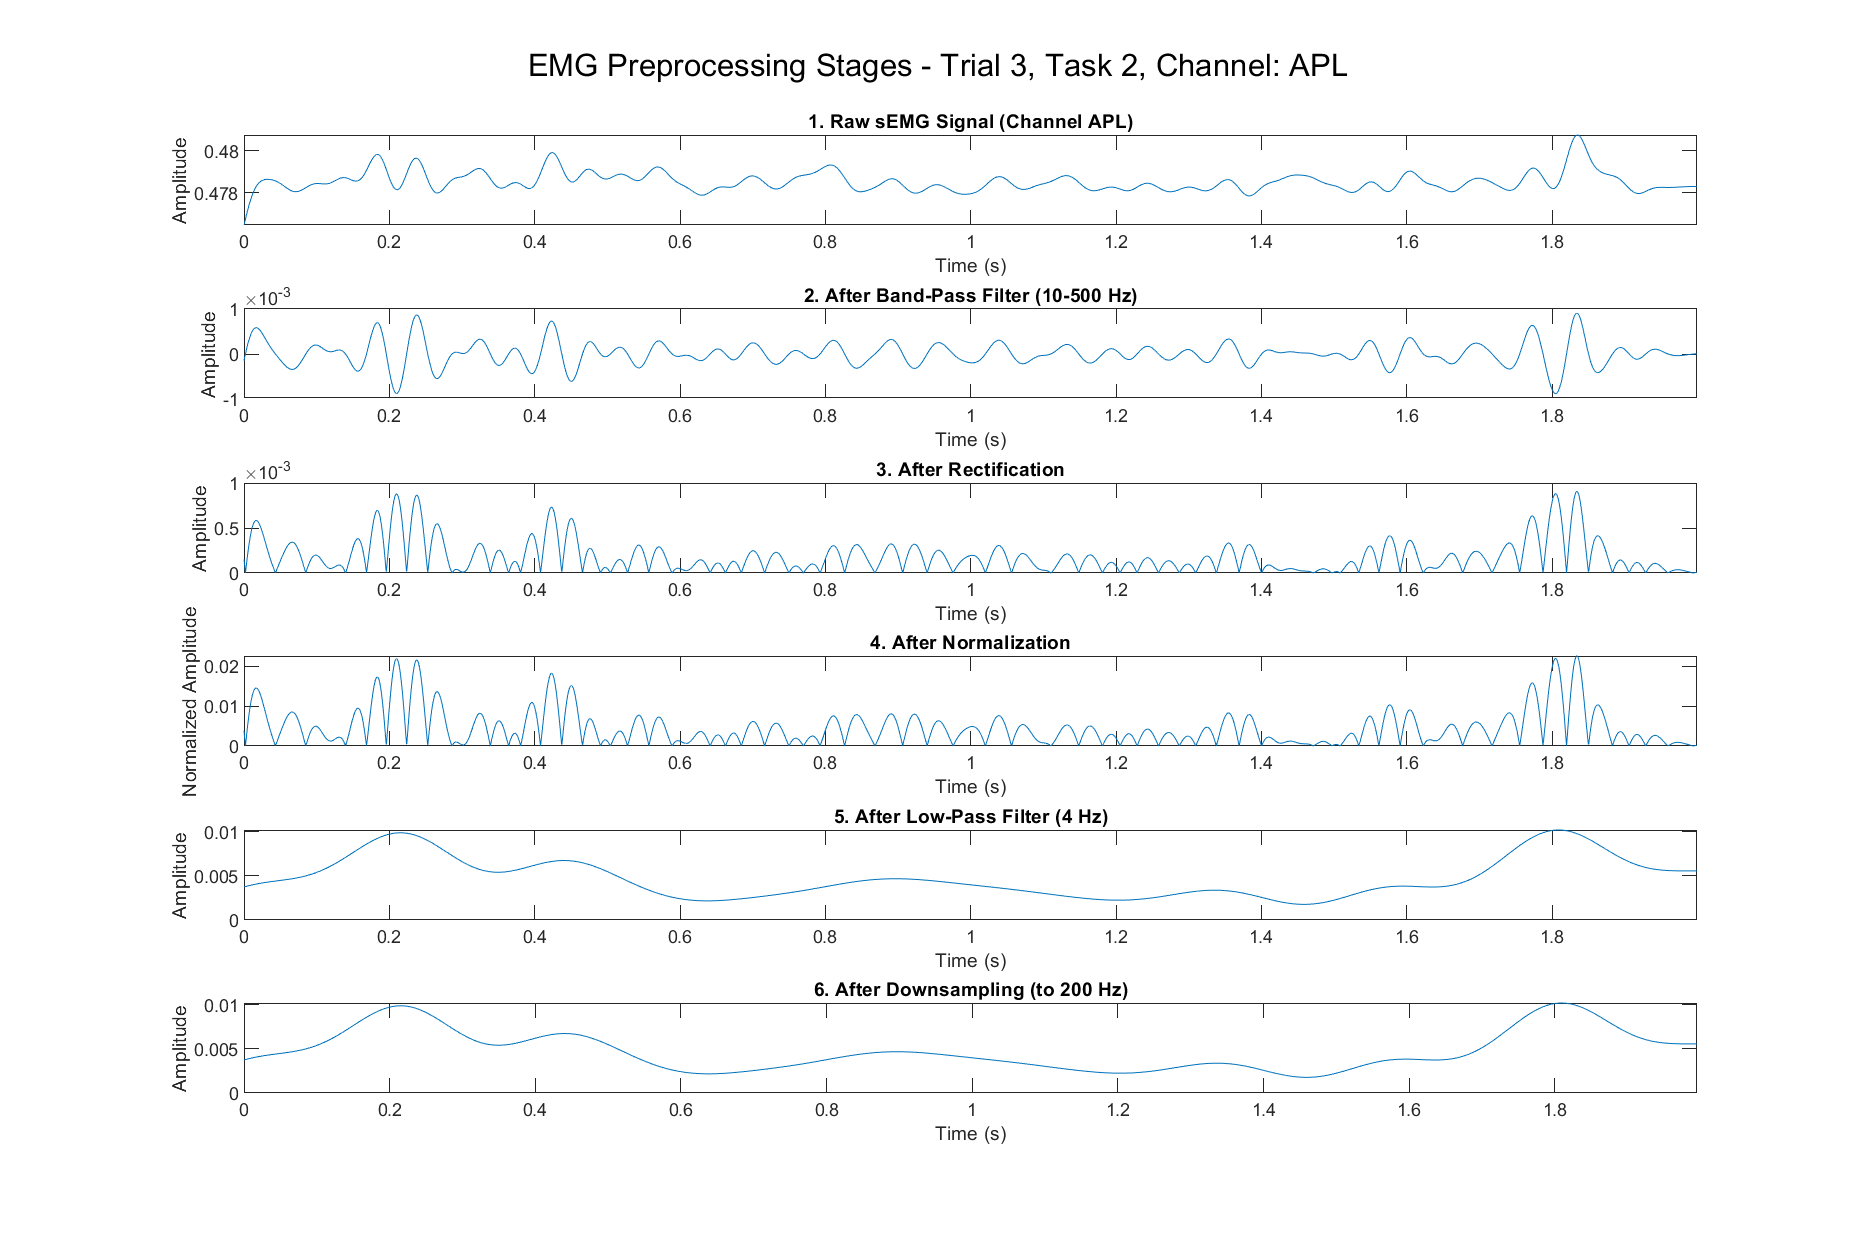 EMG Preprocessing Stages - Trial 3, Task 2, Channel: APL
1. Raw sEMG Signal (Channel APL)
Amplitude
0.48
0.478
0 0.2 0.4 0.6 0.8 1 1.2 1.4 1.6 1.8
Time (s)
2. After Band-Pass Filter (10-500 Hz)
×10-3
Amplitude
1
0
-1
0 0.2 0.4 0.6 0.8 1 1.2 1.4 1.6 1.8
Time (s)
3. After Rectification
×10-3
Amplitude
1
0.5
0
0 0.2 0.4 0.6 0.8 1 1.2 1.4 1.6 1.8
Time (s)
4. After Normalization
Normalized Amplitude
0.02
0.01
0
0 0.2 0.4 0.6 0.8 1 1.2 1.4 1.6 1.8
Time (s)
5. After Low-Pass Filter (4 Hz)
Amplitude
0.01
0.005
0
0 0.2 0.4 0.6 0.8 1 1.2 1.4 1.6 1.8
Time (s)
6. After Downsampling (to 200 Hz)
Amplitude
0.01
0.005
0
0 0.2 0.4 0.6 0.8 1 1.2 1.4 1.6 1.8
Time (s)